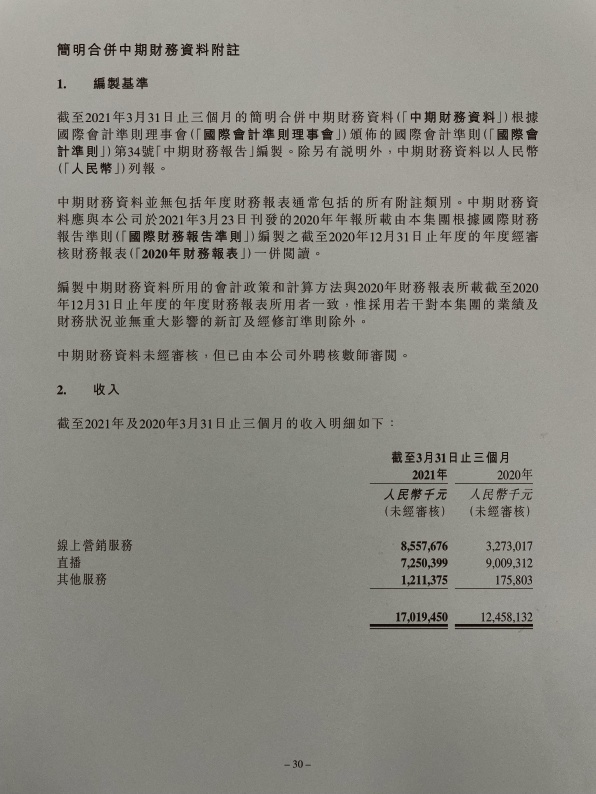 簡明合併中期財務資料附註
1. 編製基準
截至2021年3月31日止三個月的簡明合併中期財務資料(「中期財務資料」)根據
國際會計準則理事會(「國際會計準則理事會」)頒佈的國際會計準則(「國際會
計準則」)第34號「中期財務報告」編製。除另有説明外，中期財務資料以人民幣
(「人民幣」)列報。
中期財務資料並無包括年度財務報表通常包括的所有附註類別。中期財務資
料應與本公司於2021年3月23日刊發的2020年年報所載由本集團根據國際財務
報告準則(「國際財務報告準則」)編製之截至2020年12月31日止年度的年度經審
核財務報表(「2020年財務報表」)一併閱讀。
編製中期財務資料所用的會計政策和計算方法與2020年財務報表所載截至2020
年12月31日止年度的年度財務報表所用者一致，惟採用若干對本集團的業績及
財務狀況並無重大影響的新訂及經修訂準則除外。
中期財務資料未經審核，但已由本公司外聘核數師審閱。
2. 收入
截至2021年及2020年3月31日止三個月的收入明細如下：
截至3月31日止三個月
2021年 2020年
人民幣千元 人民幣千元
(未經審核) (未經審核)
線上營銷服務 8,557,676 3,273,017
直播 7,250,399 9,009,312
其他服務 1,211,375 175,803
17,019,450 12,458,132
– 30 –